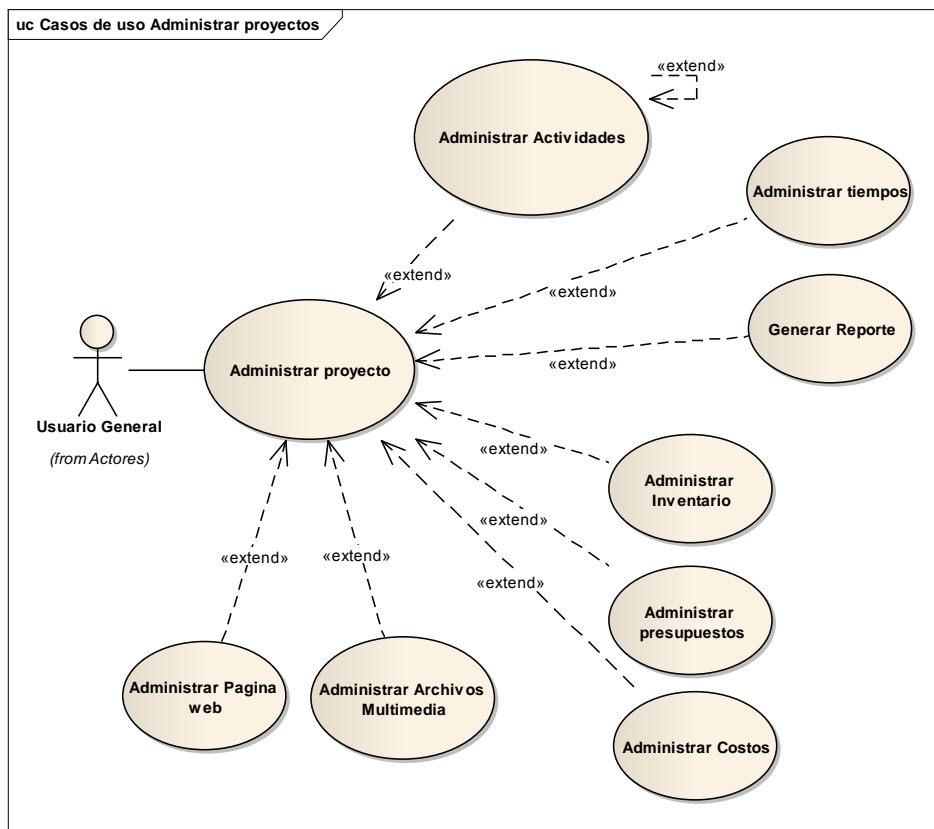 uc Casos de uso Administrar proyectos
«extend»
Administrar Actividades
Administrar tiempos
«extend»
«extend»
Generar Reporte
«extend»
Administrar proyecto
Usuario General
(from Actores)
«extend»
Administrar
Inventario
«extend»
«extend»
«extend»
«extend»
Administrar
presupuestos
Administrar Pagina
web
Administrar Archivos
Multimedia
Administrar Costos